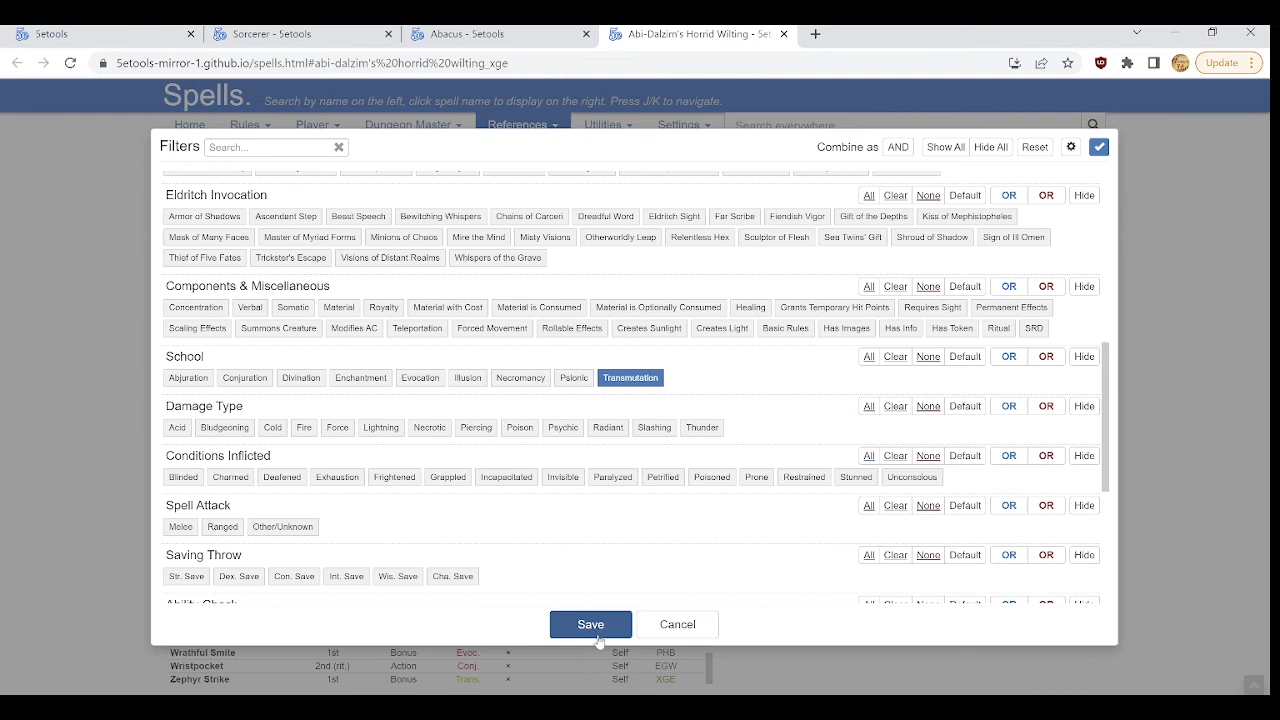 5etools
Sorcerer - 5etools
Abacus - 5etools
Abi-Dalzim's Horrid Wilting - 5et
5etools-mirror-1.github.io/spells.html#abi-dalzim's%20horrid%20wilting_xge
Update
Spells. Search by name on the left, click spell name to display on the right. Press J/K to navigate.
Home Rules Player Dungeon Master References Utilities Settings Search everywhere...
Filters Search... Combine as AND Show All Hide All Reset
Eldritch Invocation All Clear None Default OR OR Hide
Armor of Shadows Ascendant Step Beast Speech Bewitching Whispers Chains of Carceri Dreadful Word Eldritch Sight Far Scribe Fiendish Vigor Gift of the Depths Kiss of Mephistopheles
Mask of Many Faces Master of Myriad Forms Minions of Chaos Mire the Mind Misty Visions Otherworldly Leap Relentless Hex Sculptor of Flesh Sea Twins' Gift Shroud of Shadow Sign of Ill Omen
Thief of Five Fates Trickster's Escape Visions of Distant Realms Whispers of the Grave
Components & Miscellaneous All Clear None Default OR OR Hide
Concentration Verbal Somatic Material Royalty Material with Cost Material is Consumed Material is Optionally Consumed Healing Grants Temporary Hit Points Requires Sight Permanent Effects
Scaling Effects Summons Creature Modifies AC Teleportation Forced Movement Rollable Effects Creates Sunlight Creates Light Basic Rules Has Images Has Info Has Token Ritual SRD
School All Clear None Default OR OR Hide
Abjuration Conjuration Divination Enchantment Evocation Illusion Necromancy Psionic Transmutation
Damage Type All Clear None Default OR OR Hide
Acid Bludgeoning Cold Fire Force Lightning Necrotic Piercing Poison Psychic Radiant Slashing Thunder
Conditions Inflicted All Clear None Default OR OR Hide
Blinded Charmed Deafened Exhaustion Frightened Grappled Incapacitated Invisible Paralyzed Petrified Poisoned Prone Restrained Stunned Unconscious
Spell Attack All Clear None Default OR OR Hide
Melee Ranged Other/Unknown
Saving Throw All Clear None Default OR OR Hide
Str. Save Dex. Save Con. Save Int. Save Wis. Save Cha. Save
Ability Check
Save Cancel
Wrathful Smite 1st Bonus Evoc. × Self PHB
Wristpocket 2nd (rit.) Action Conj. × Self EGW
Zephyr Strike 1st Bonus Trans. × Self XGE